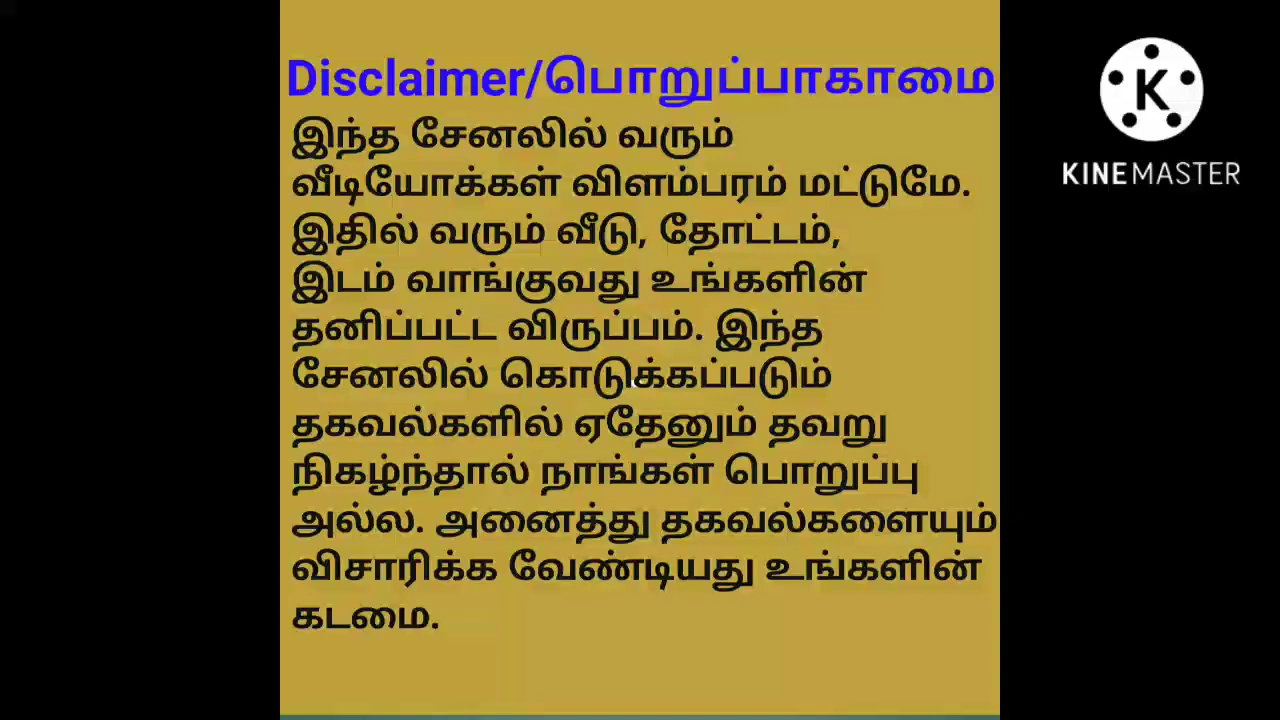 Disclaimer/பொறுப்பாகாமை
இந்த சேனலில் வரும்
வீடியோக்கள் விளம்பரம் மட்டுமே.
இதில் வரும் வீடு, தோட்டம்,
இடம் வாங்குவது உங்களின்
தனிப்பட்ட விருப்பம். இந்த
சேனலில் கொடுக்கப்படும்
தகவல்களில் ஏதேனும் தவறு
நிகழ்ந்தால் நாங்கள் பொறுப்பு
அல்ல. அனைத்து தகவல்களையும்
விசாரிக்க வேண்டியது உங்களின்
கடமை.
K
KINEMASTER